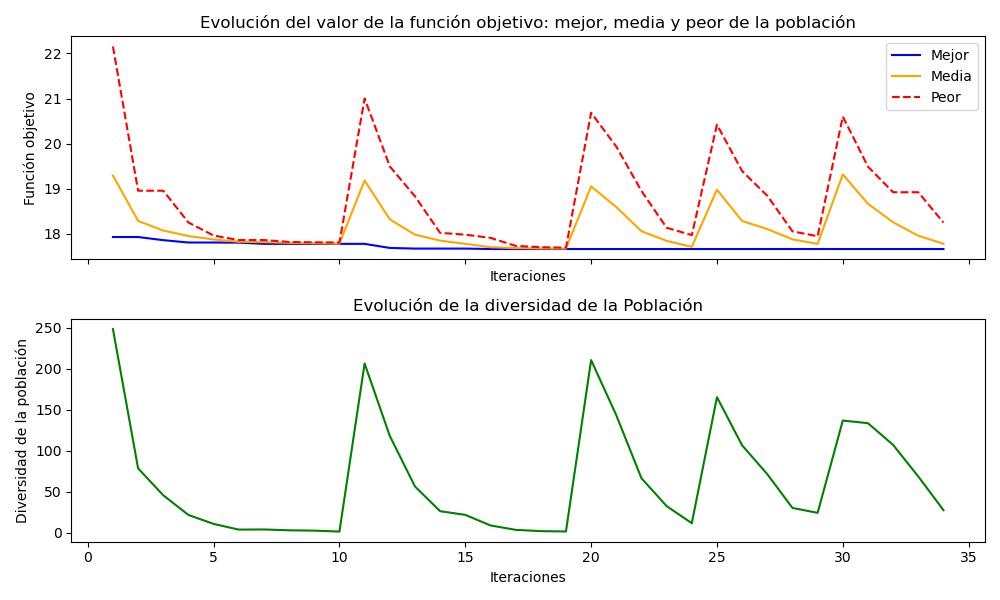 Evolución del valor de la función objetivo: mejor, media y peor de la población
Función objetivo
22
21
20
19
18
Mejor
Media
Peor
Iteraciones
Evolución de la diversidad de la Población
Diversidad de la población
250
200
150
100
50
0
0 5 10 15 20 25 30 35
Iteraciones